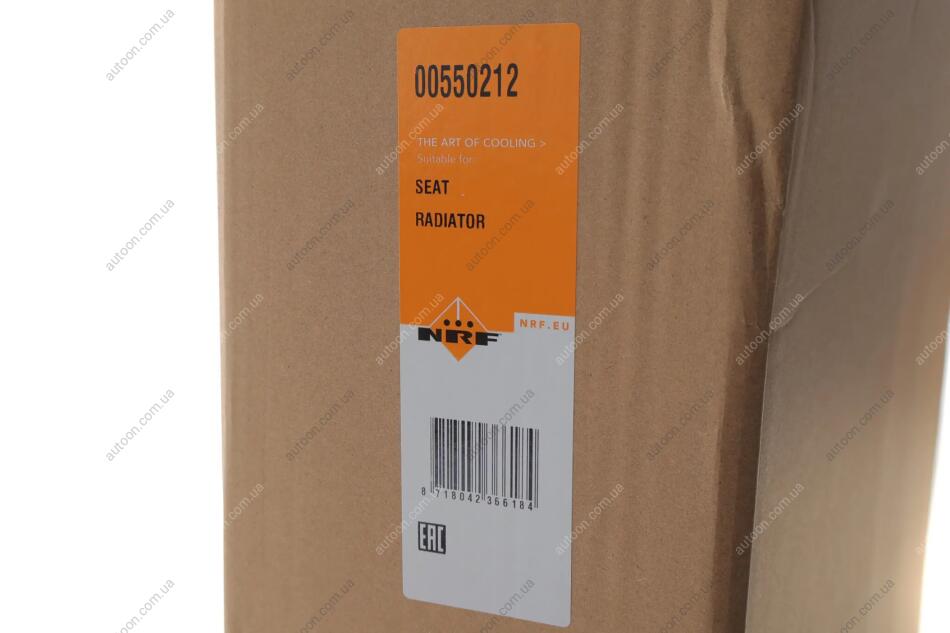 00550212
THE ART OF COOLING >
Suitable for:
SEAT
RADIATOR
NRF.EU
NRF
8 718042 366184
EAC
autoon.com.ua